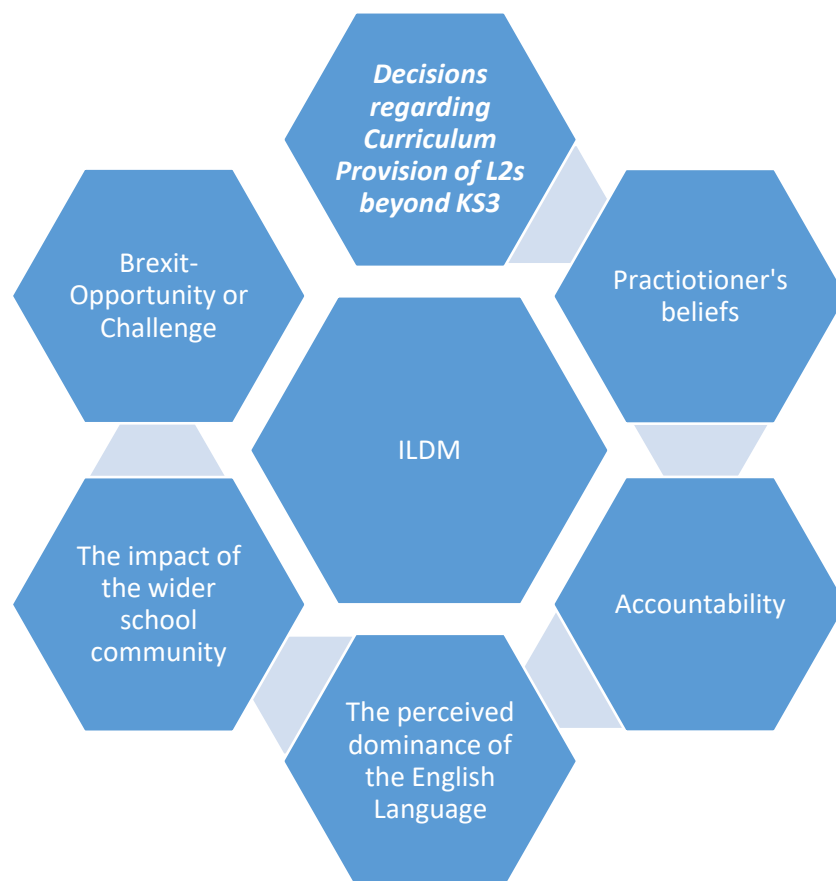 Decisions
regarding
Curriculum
Provision of L2s
beyond KS3
Brexit-
Opportunity or
Challenge
Practiotioner's
beliefs
ILDM
The impact of
the wider
school
community
Accountability
The perceived
dominance of
the English
Language